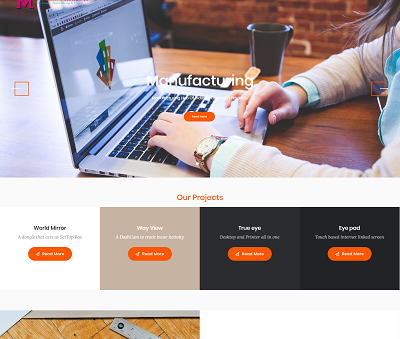 M
Manufacturing
Read more
Our Projects
World Mirror
A dongle that acts as SetTop Box
Read More
Way View
A DashCam to track Road Activity
Read More
True eye
Desktop and Printer all in one
Read More
Eye pad
Touch based Internet linked screen
Read More